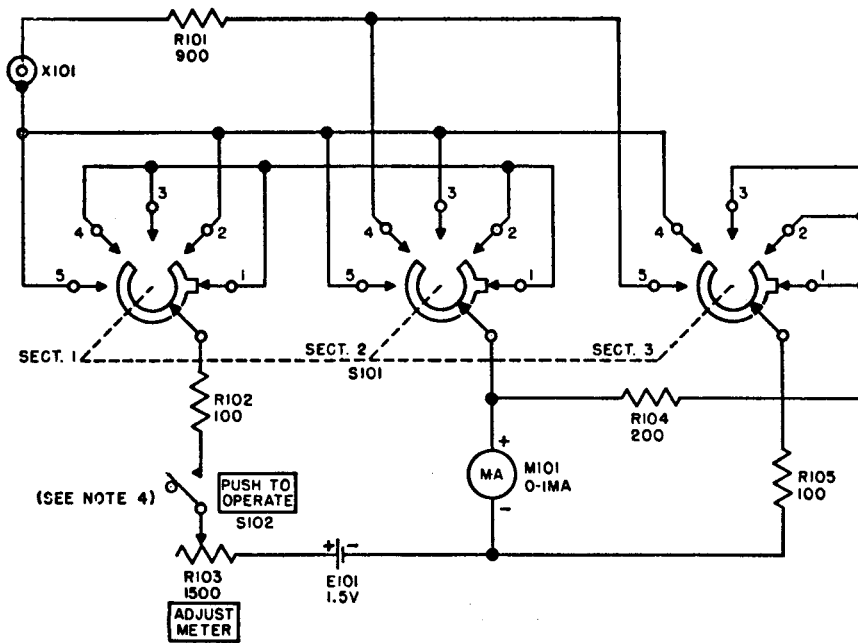 R101
900
X101
3
4
2
5
1
3
4
2
5
1
3
4
2
5
1
SECT. 1
SECT. 2
SECT. 3
S101
R102
100
R104
200
+
MA
-
M101
0-1MA
R105
100
(SEE NOTE 4)
PUSH TO
OPERATE
S102
+
-
R103
1500
E101
1.5V
ADJUST
METER